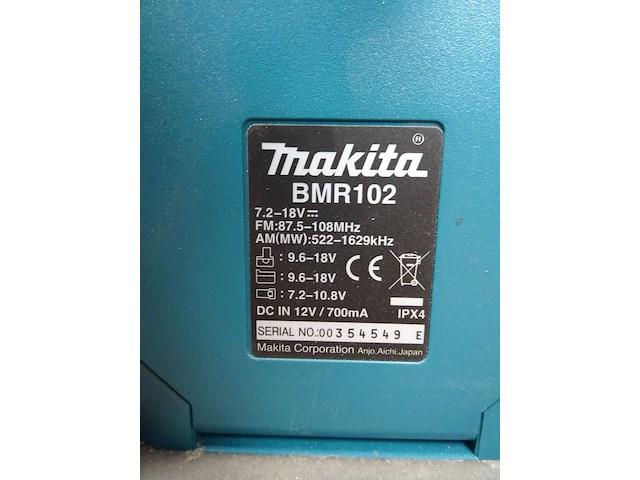 makita®
BMR102
7.2–18V⎓
FM:87.5–108MHz
AM(MW):522–1629kHz
: 9.6–18V
: 9.6–18V
CE
: 7.2–10.8V
DC IN 12V / 700mA IPX4
SERIAL NO.:00354549 E
Makita Corporation Anjo,Aichi,Japan